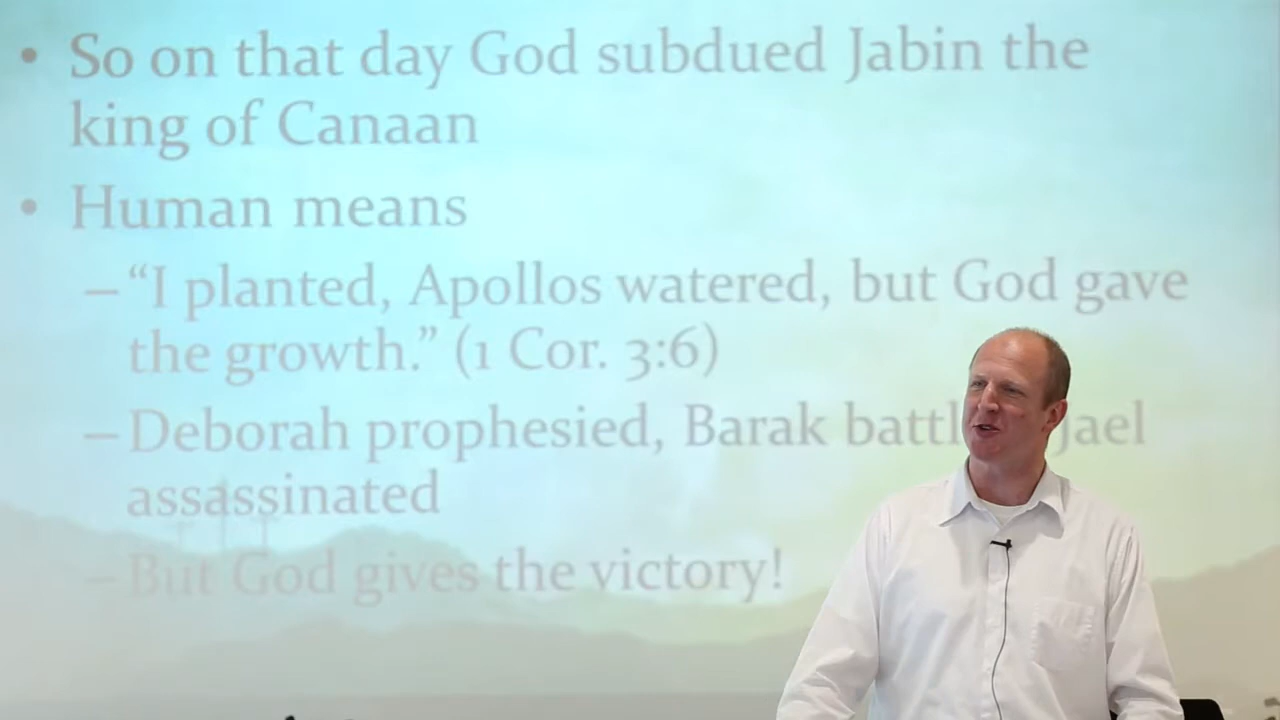 • So on that day God subdued Jabin the
king of Canaan
• Human means
– “I planted, Apollos watered, but God gave
the growth.” (1 Cor. 3:6)
– Deborah prophesied, Barak battl Jael
assassinated
– But God gives the victory!